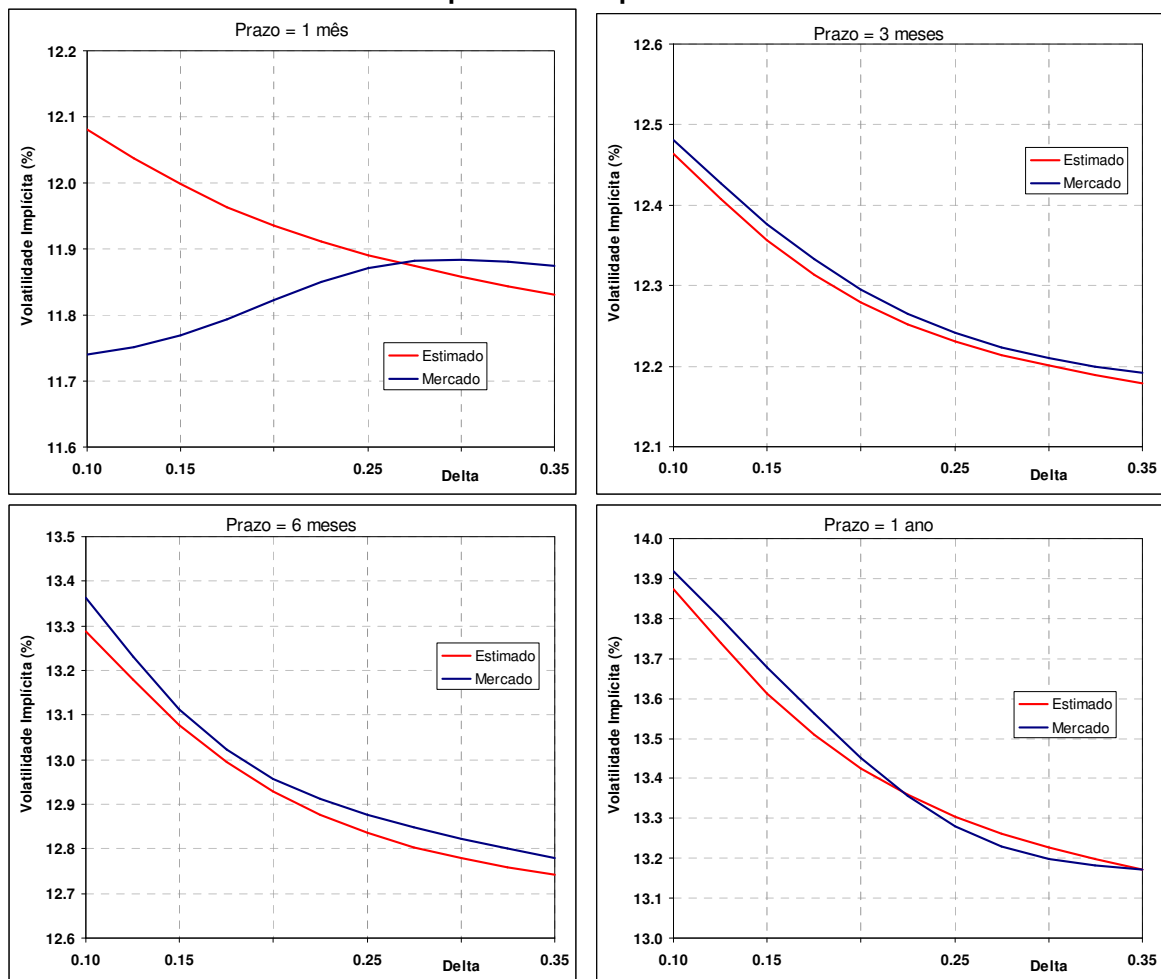 Prazo = 1 mês
12.2
12.1
12.0
11.9
11.8
11.7
11.6
Volatilidade Implícita (%)
Estimado
Mercado
0.10 0.15 0.25 0.35
Delta
Prazo = 3 meses
12.6
12.5
12.4
12.3
12.2
12.1
Volatilidade Implícita (%)
Estimado
Mercado
0.10 0.15 0.25 0.35
Delta
Prazo = 6 meses
13.5
13.4
13.3
13.2
13.1
13.0
12.9
12.8
12.7
12.6
Volatilidade Implícita (%)
Estimado
Mercado
0.10 0.15 0.25 0.35
Delta
Prazo = 1 ano
14.0
13.9
13.8
13.7
13.6
13.5
13.4
13.3
13.2
13.1
13.0
Volatilidade Implícita (%)
Estimado
Mercado
0.10 0.15 0.25 0.35
Delta